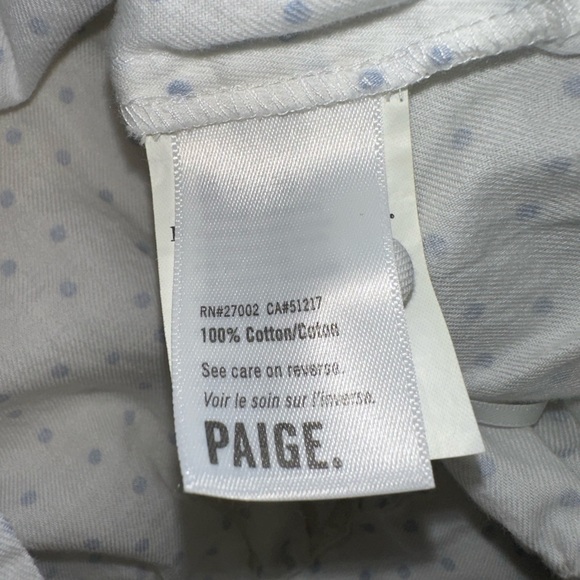 RN#27002 CA#51217
100% Cotton/Coton
See care on reverse.
Voir le soin sur l'inverse.
PAIGE.